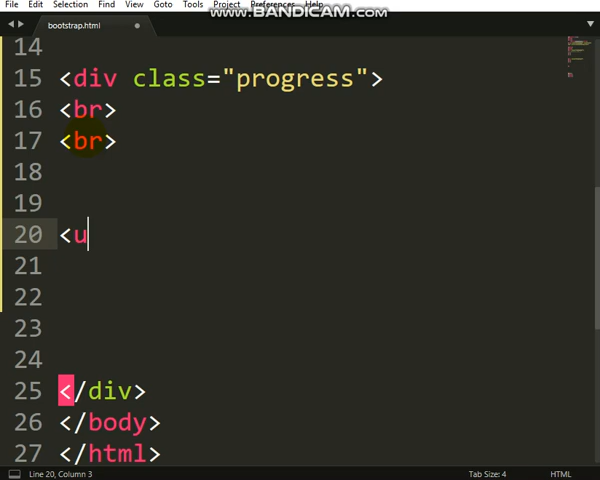 File Edit Selection Find View Goto Tools Project Preferences Help
www.BANDICAM.com
bootstrap.html
14
15 <div class="progress">
16 <br>
17 <br>
18
19
20 <u
21
22
23
24
25 </div>
26 </body>
27 </html>
Line 20, Column 3 Tab Size: 4 HTML